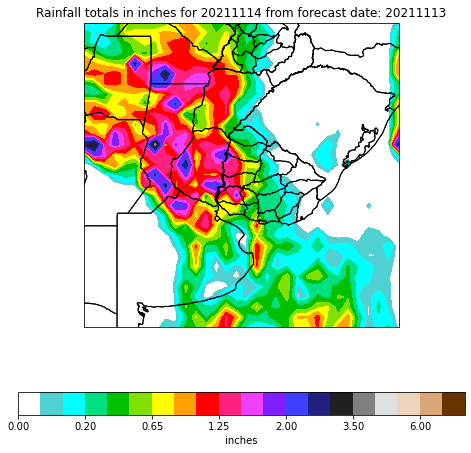 Rainfall totals in inches for 20211114 from forecast date: 20211113
0.00 0.20 0.65 1.25 2.00 3.50 6.00
inches